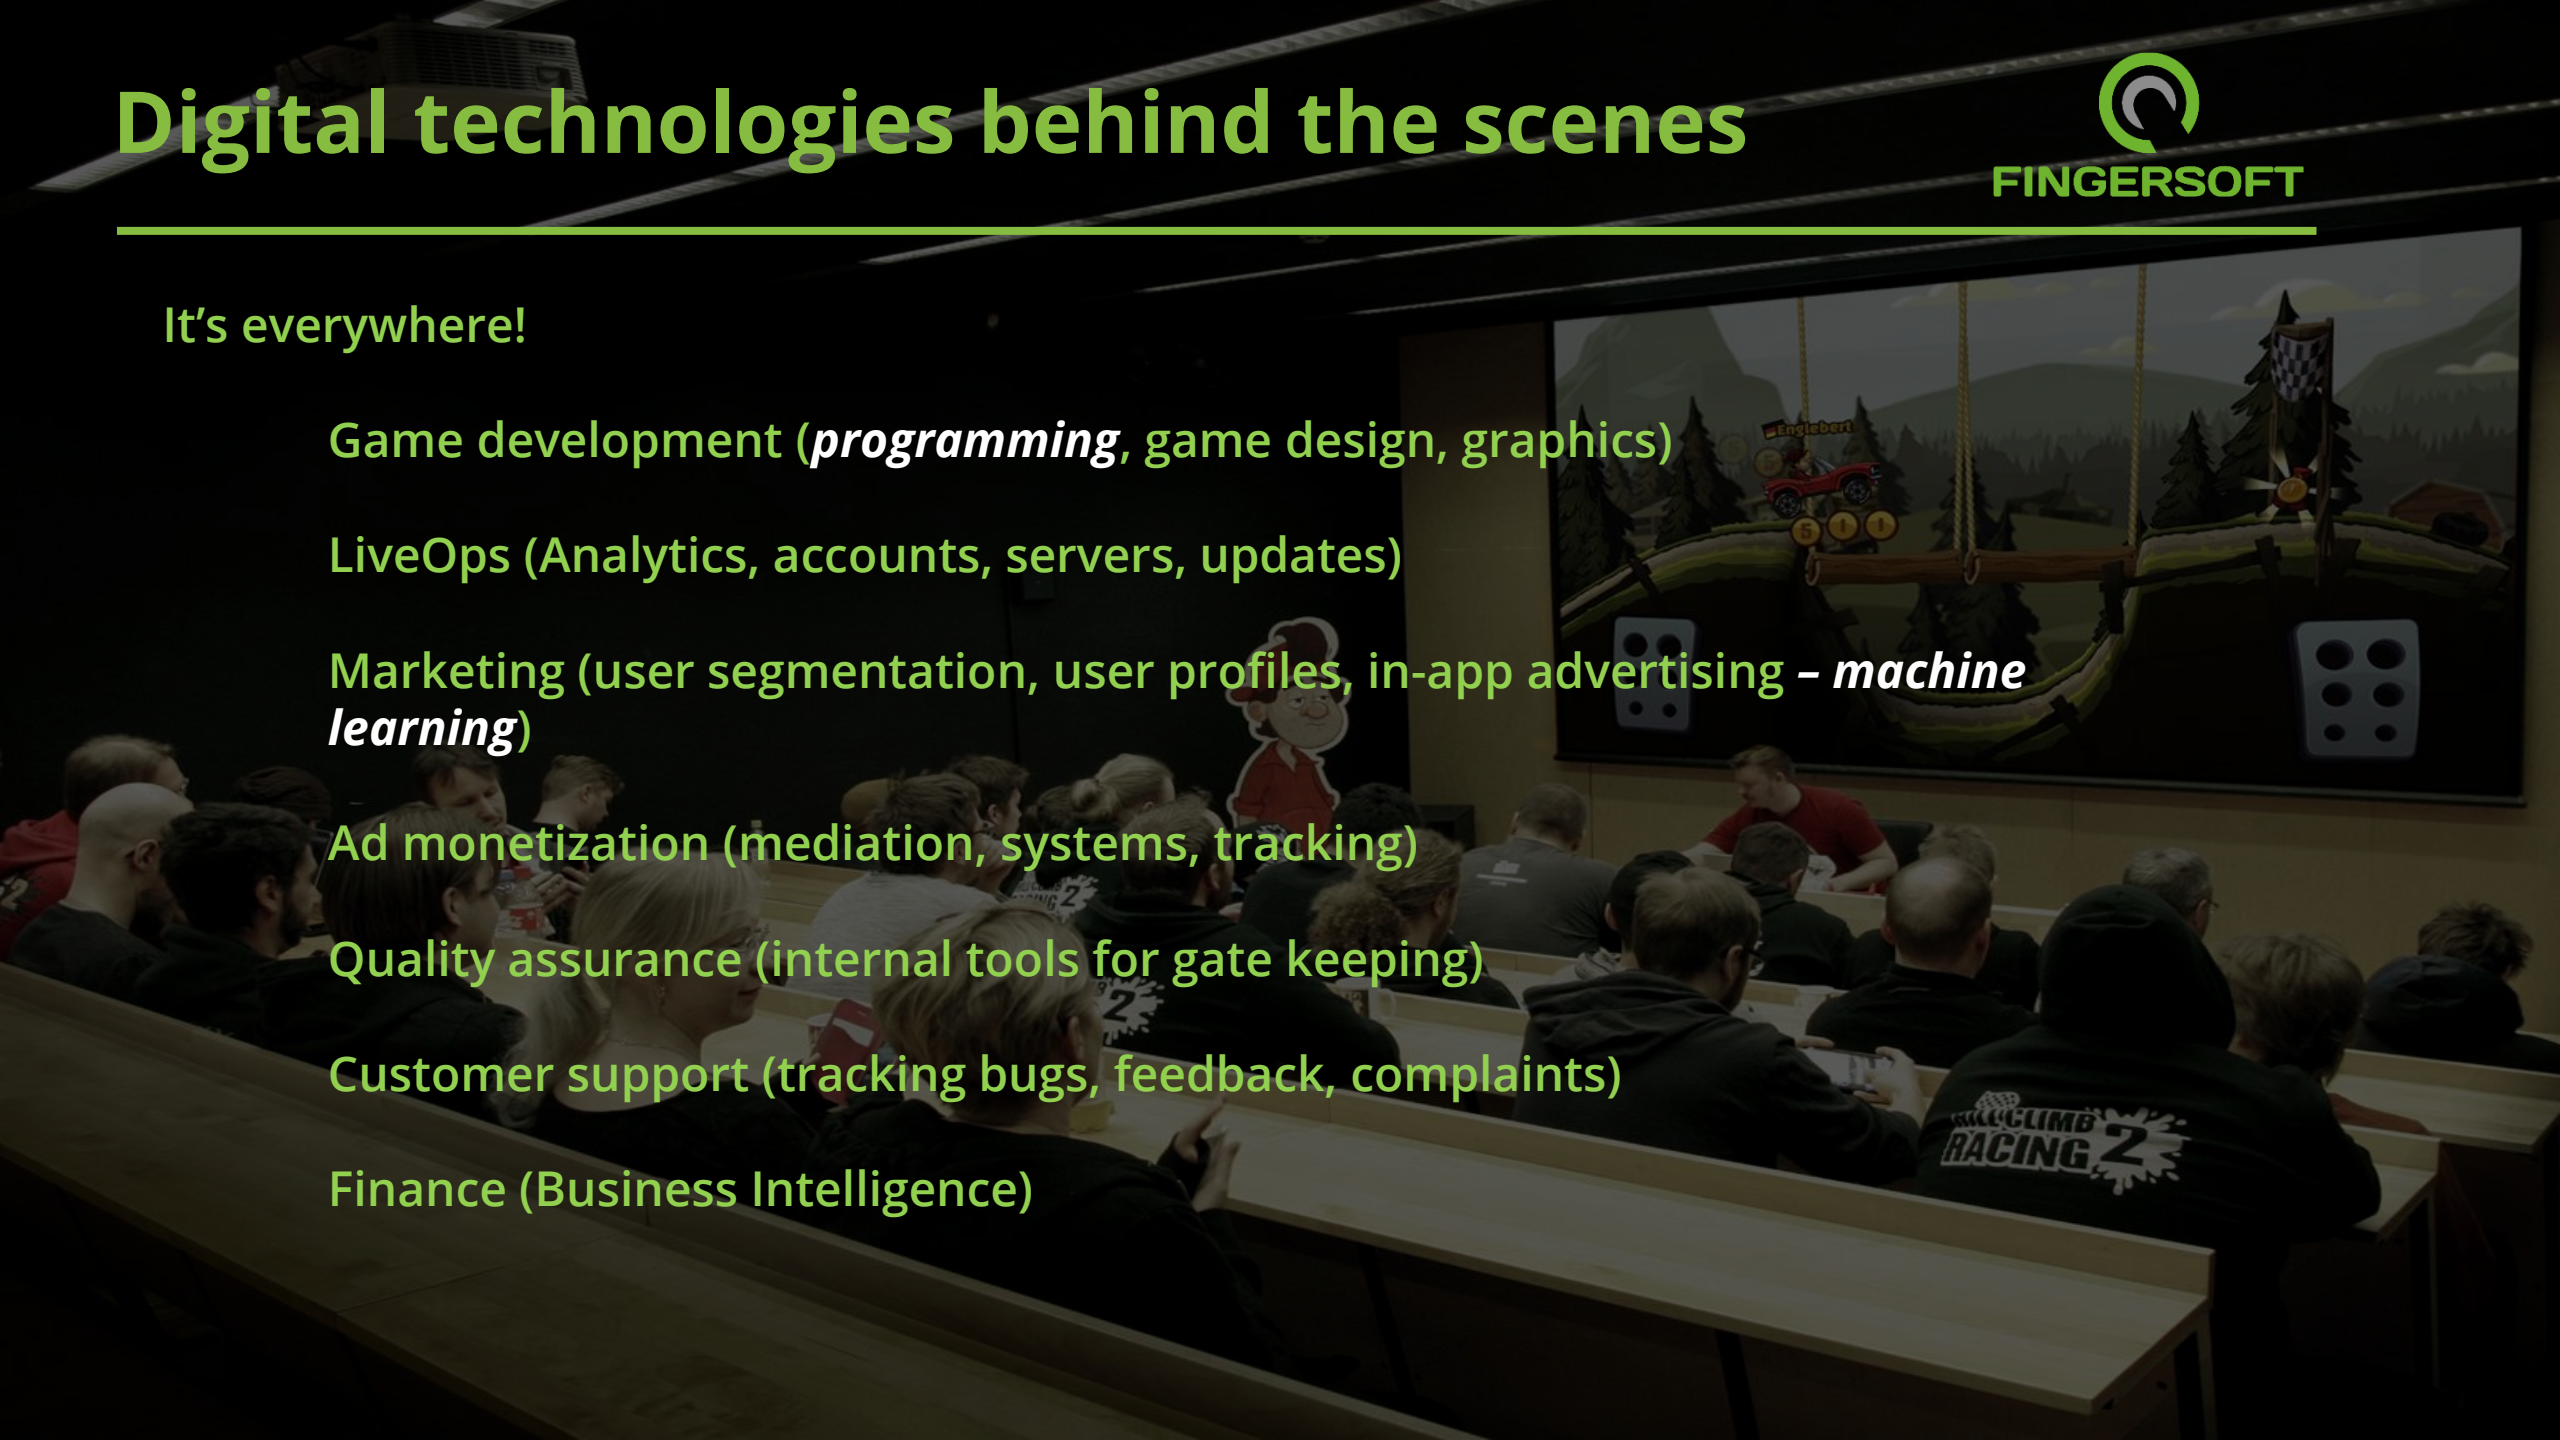 Digital technologies behind the scenes
FINGERSOFT
It’s everywhere!
Game development (programming, game design, graphics)
Englebert
LiveOps (Analytics, accounts, servers, updates)
Marketing (user segmentation, user profiles, in-app advertising – machine
learning)
Ad monetization (mediation, systems, tracking)
Quality assurance (internal tools for gate keeping)
Customer support (tracking bugs, feedback, complaints)
HILL CLIMB
RACING 2
Finance (Business Intelligence)